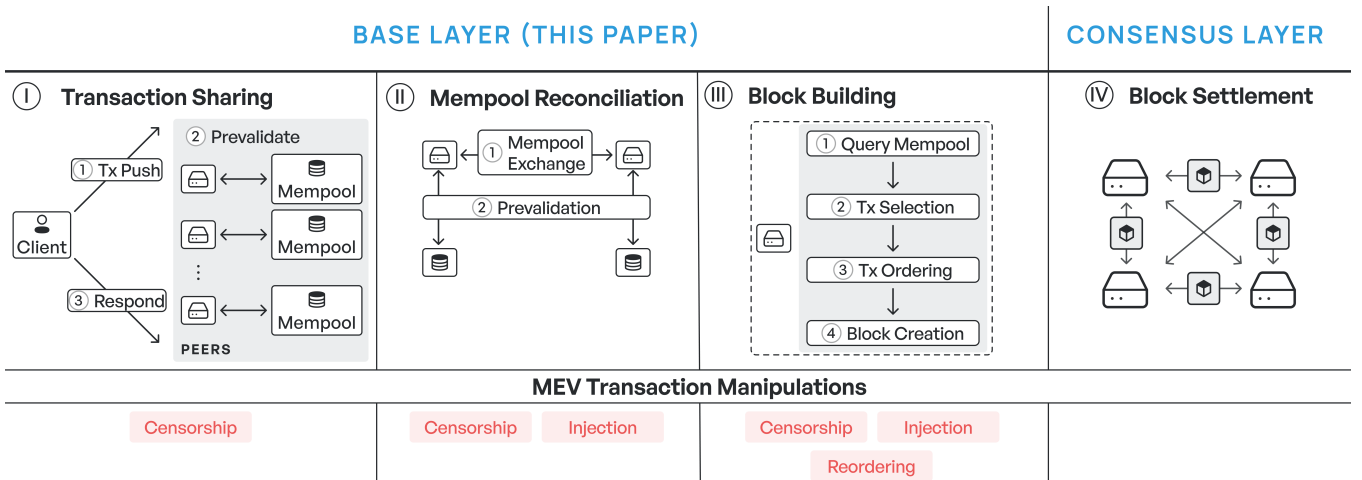 BASE LAYER (THIS PAPER)
CONSENSUS LAYER
I Transaction Sharing
1 Tx Push
Client
3 Respond
2 Prevalidate
Mempool
Mempool
Mempool
PEERS
II Mempool Reconciliation
1 Mempool
Exchange
2 Prevalidation
III Block Building
1 Query Mempool
2 Tx Selection
3 Tx Ordering
4 Block Creation
IV Block Settlement
MEV Transaction Manipulations
Censorship
Censorship
Injection
Censorship
Injection
Reordering